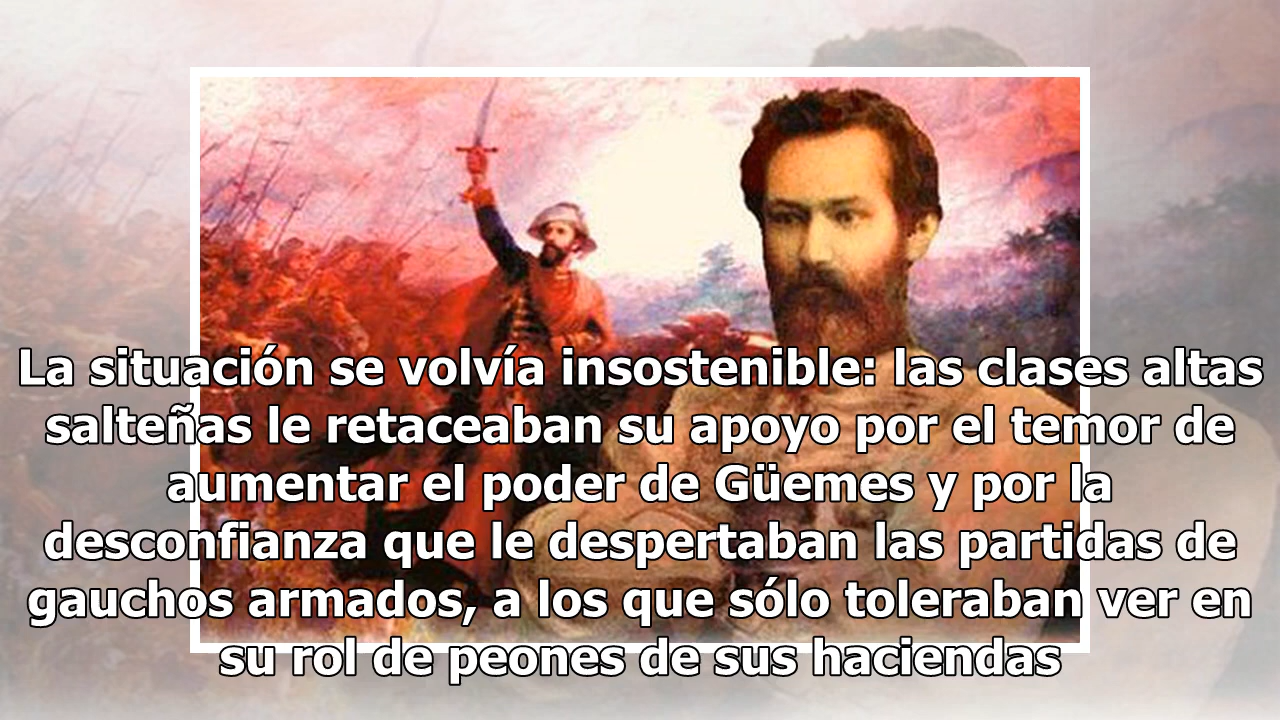 La situación se volvía insostenible: las clases altas
salteñas le retaceaban su apoyo por el temor de
aumentar el poder de Güemes y por la
desconfianza que le despertaban las partidas de
gauchos armados, a los que sólo toleraban ver en
su rol de peones de sus haciendas